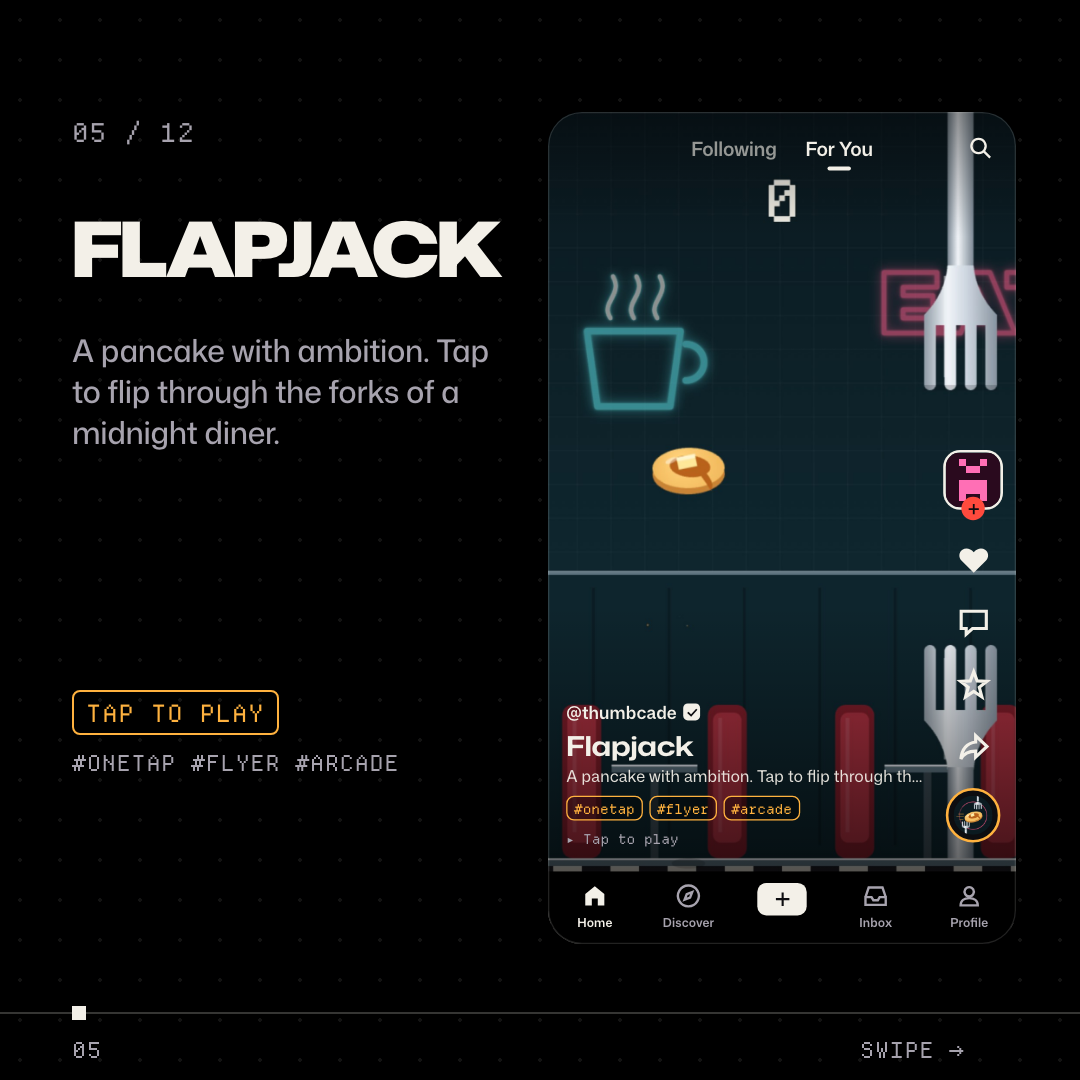 05 / 12
FLAPJACK
A pancake with ambition. Tap
to flip through the forks of a
midnight diner.
TAP TO PLAY
#ONETAP #FLYER #ARCADE
Following For You
0
EAT
@thumbcade
Flapjack
A pancake with ambition. Tap to flip through th...
#onetap #flyer #arcade
▸ Tap to play
Home Discover Inbox Profile
05
SWIPE →